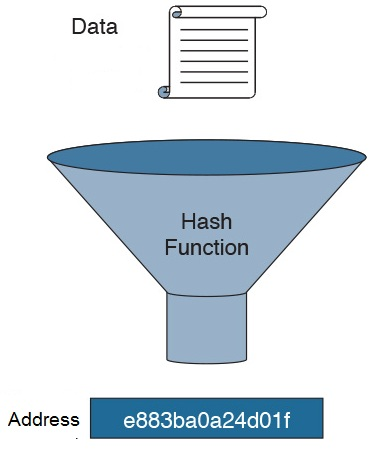 Data
Hash
Function
Address e883ba0a24d01f